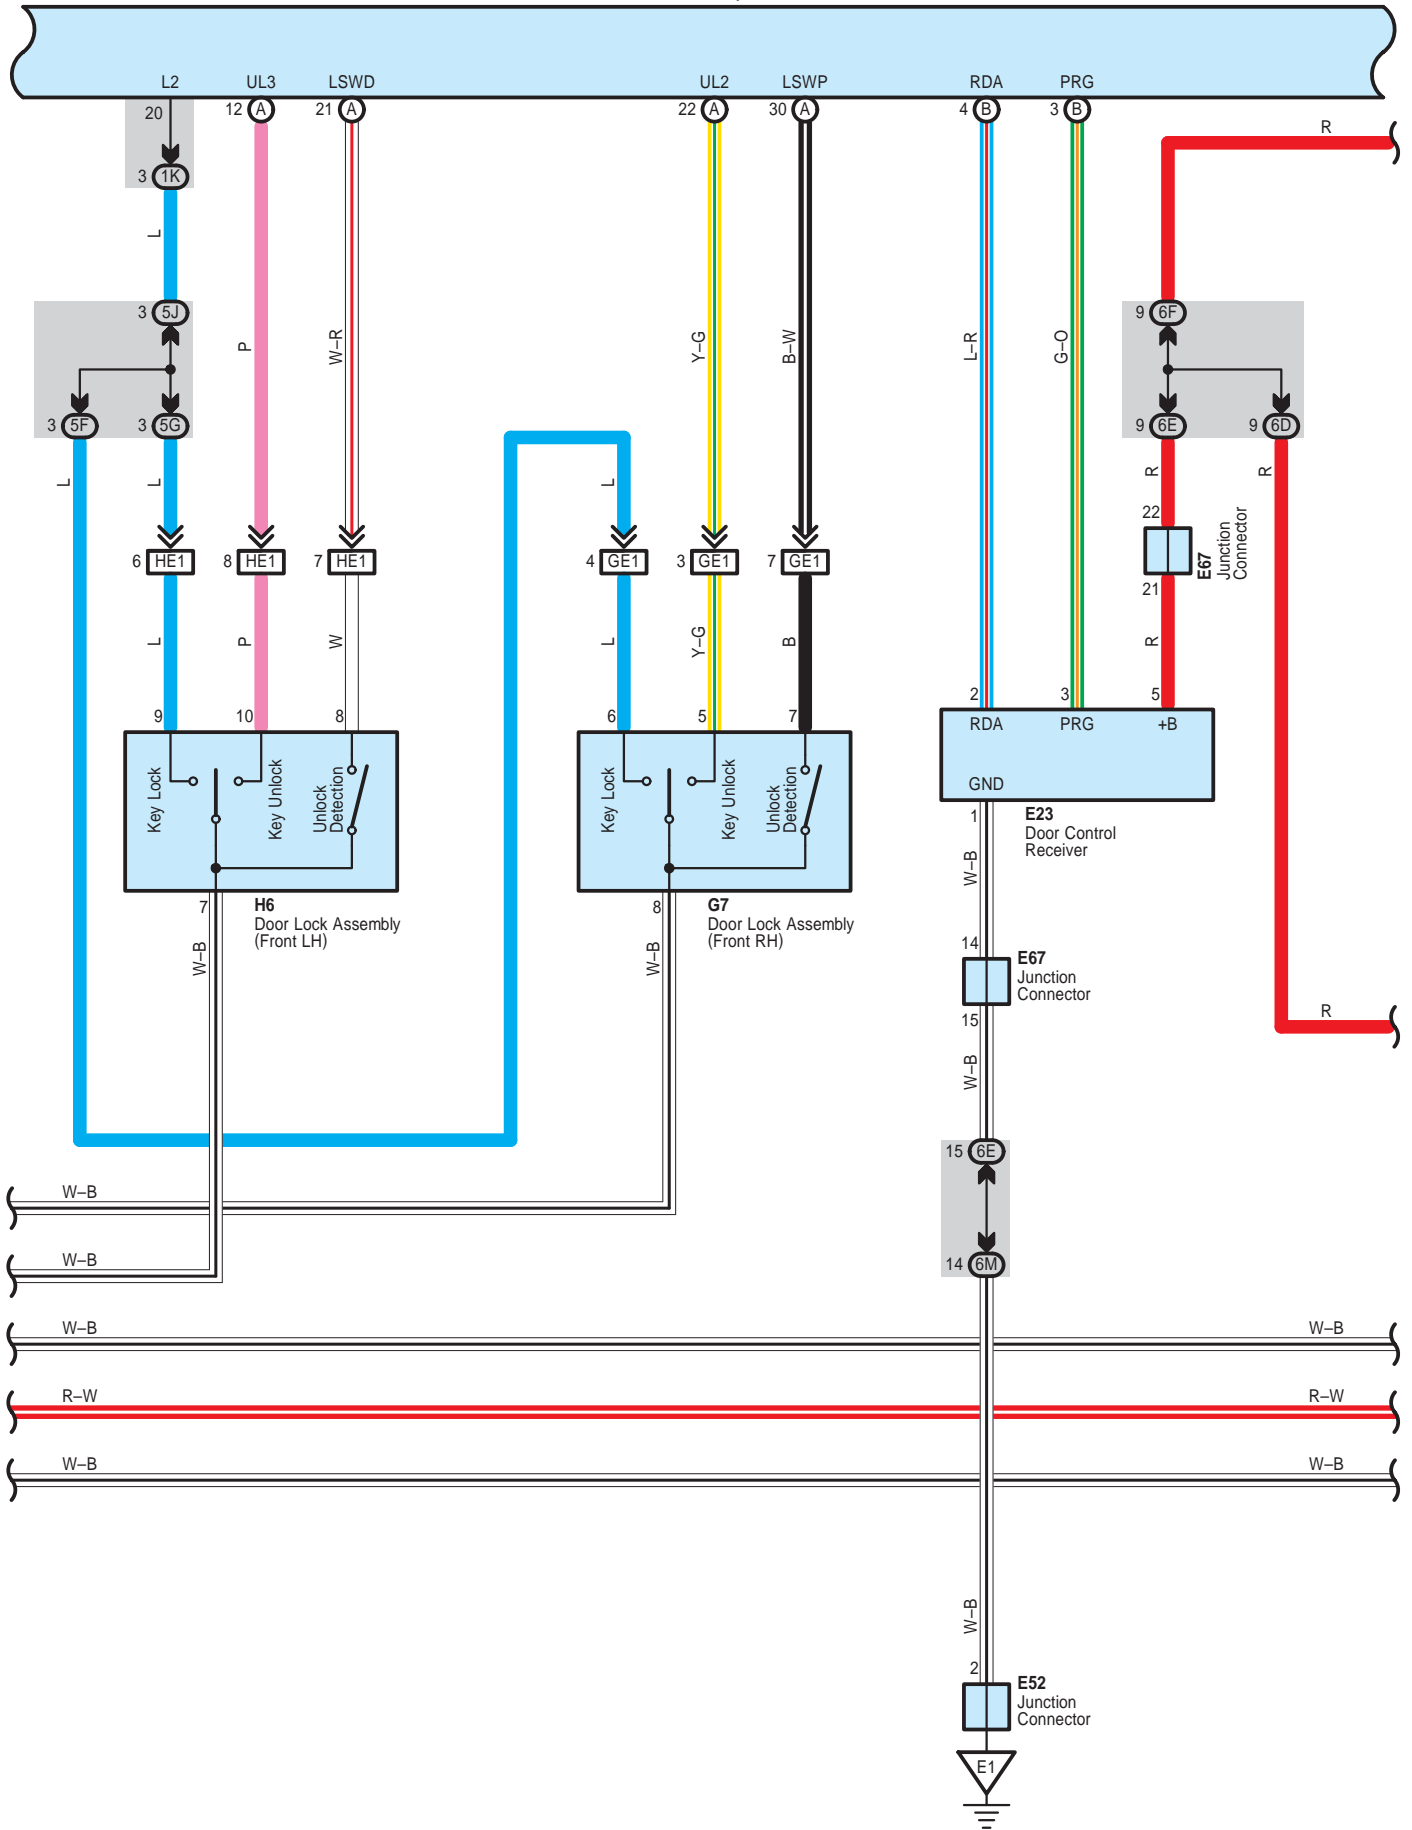 L2 UL3 LSWD UL2 LSWP RDA PRG
20 12 A 21 A 22 A 30 A 4 B 3 B
R
3 1K
L
3 5J 9 6F
P W–R Y–G B–W L–R G–O
3 5F 3 5G 9 6E 9 6D
L L L R R
22
6 HE1 8 HE1 7 HE1 4 GE1 3 GE1 7 GE1
E67
Junction
Connector
21
L P W L Y–G B R
9 10 8 6 5 7 2 3 5
RDA PRG +B
Key Lock
Key Unlock
Unlock
Detection
Key Lock
Key Unlock
Unlock
Detection
GND
1
E23
Door Control
Receiver
W–B
7
H6
Door Lock Assembly
(Front LH)
W–B
8
G7
Door Lock Assembly
(Front RH)
W–B
14
E67
Junction
Connector
15
R
W–B
15 6E
W–B
W–B
14 6M
W–B W–B
R–W R–W
W–B W–B
W–B
2
E52
Junction
Connector
E1